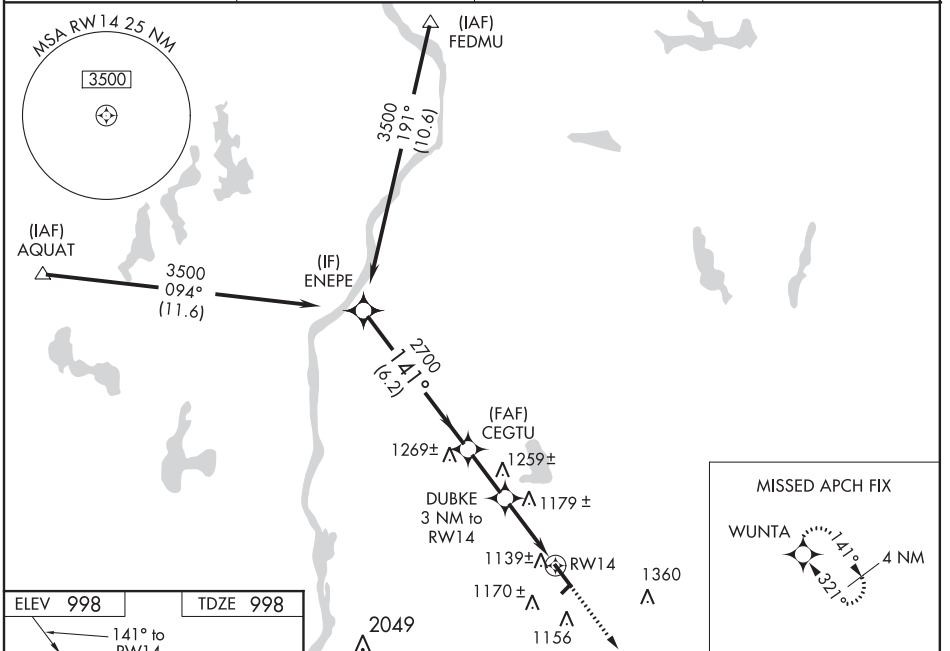 MSA RW14 25 NM
3500
(IAF)
FEDMU
3500
191°
(10.6)
(IAF)
AQUAT
3500
094°
(11.6)
(IF)
ENEPE
2700
141°
(6.2)
(FAF)
CEGTU
1269±
1259±
DUBKE
3 NM to
RW14
1179 ±
1139±
RW14
1170 ±
1360
1156
2049
MISSED APCH FIX
WUNTA
141°
321°
4 NM
ELEV 998
TDZE 998
141° to
RW14